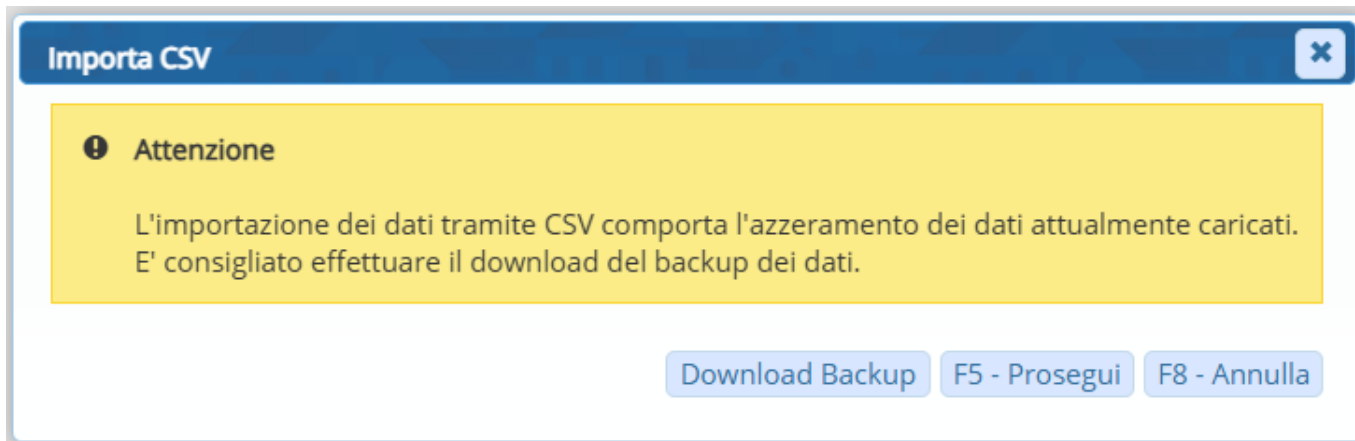 Importa CSV
Attenzione
L'importazione dei dati tramite CSV comporta l'azzeramento dei dati attualmente caricati.
E' consigliato effettuare il download del backup dei dati.
Download Backup F5 - Prosegui F8 - Annulla